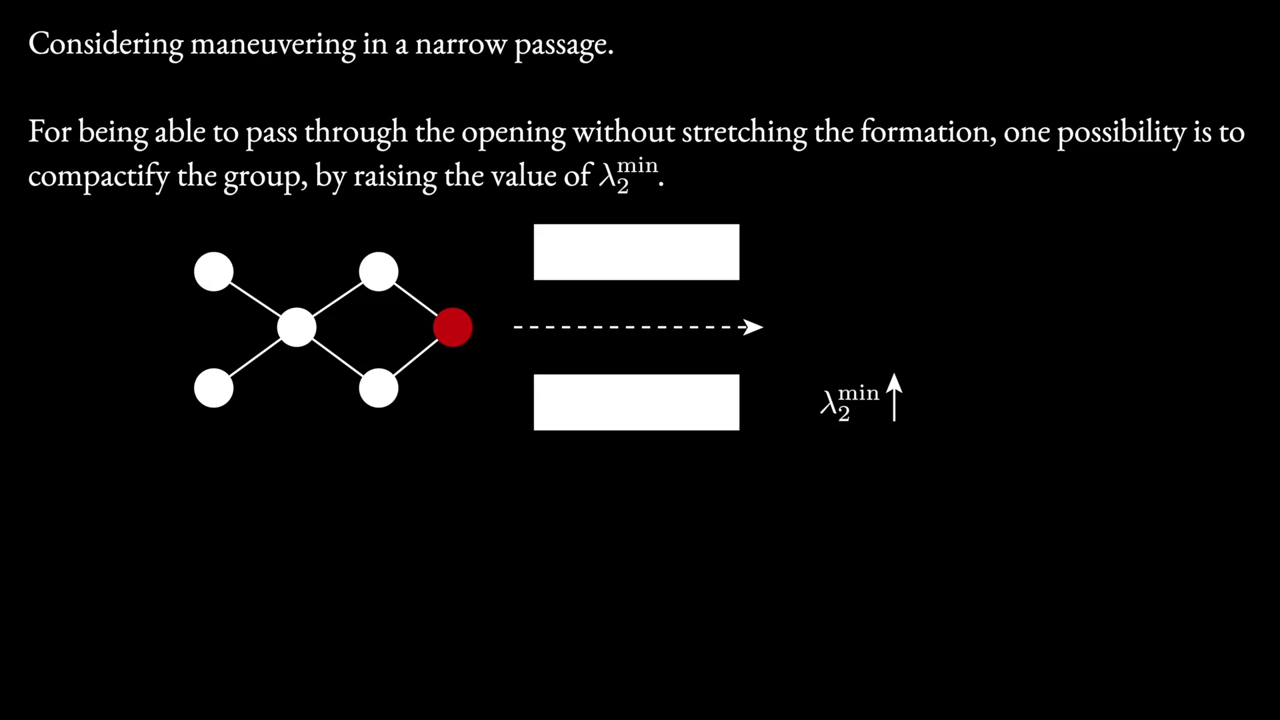 Considering maneuvering in a narrow passage.
For being able to pass through the opening without stretching the formation, one possibility is to
compactify the group, by raising the value of λ₂ᵐⁱⁿ.
λ₂ᵐⁱⁿ↑